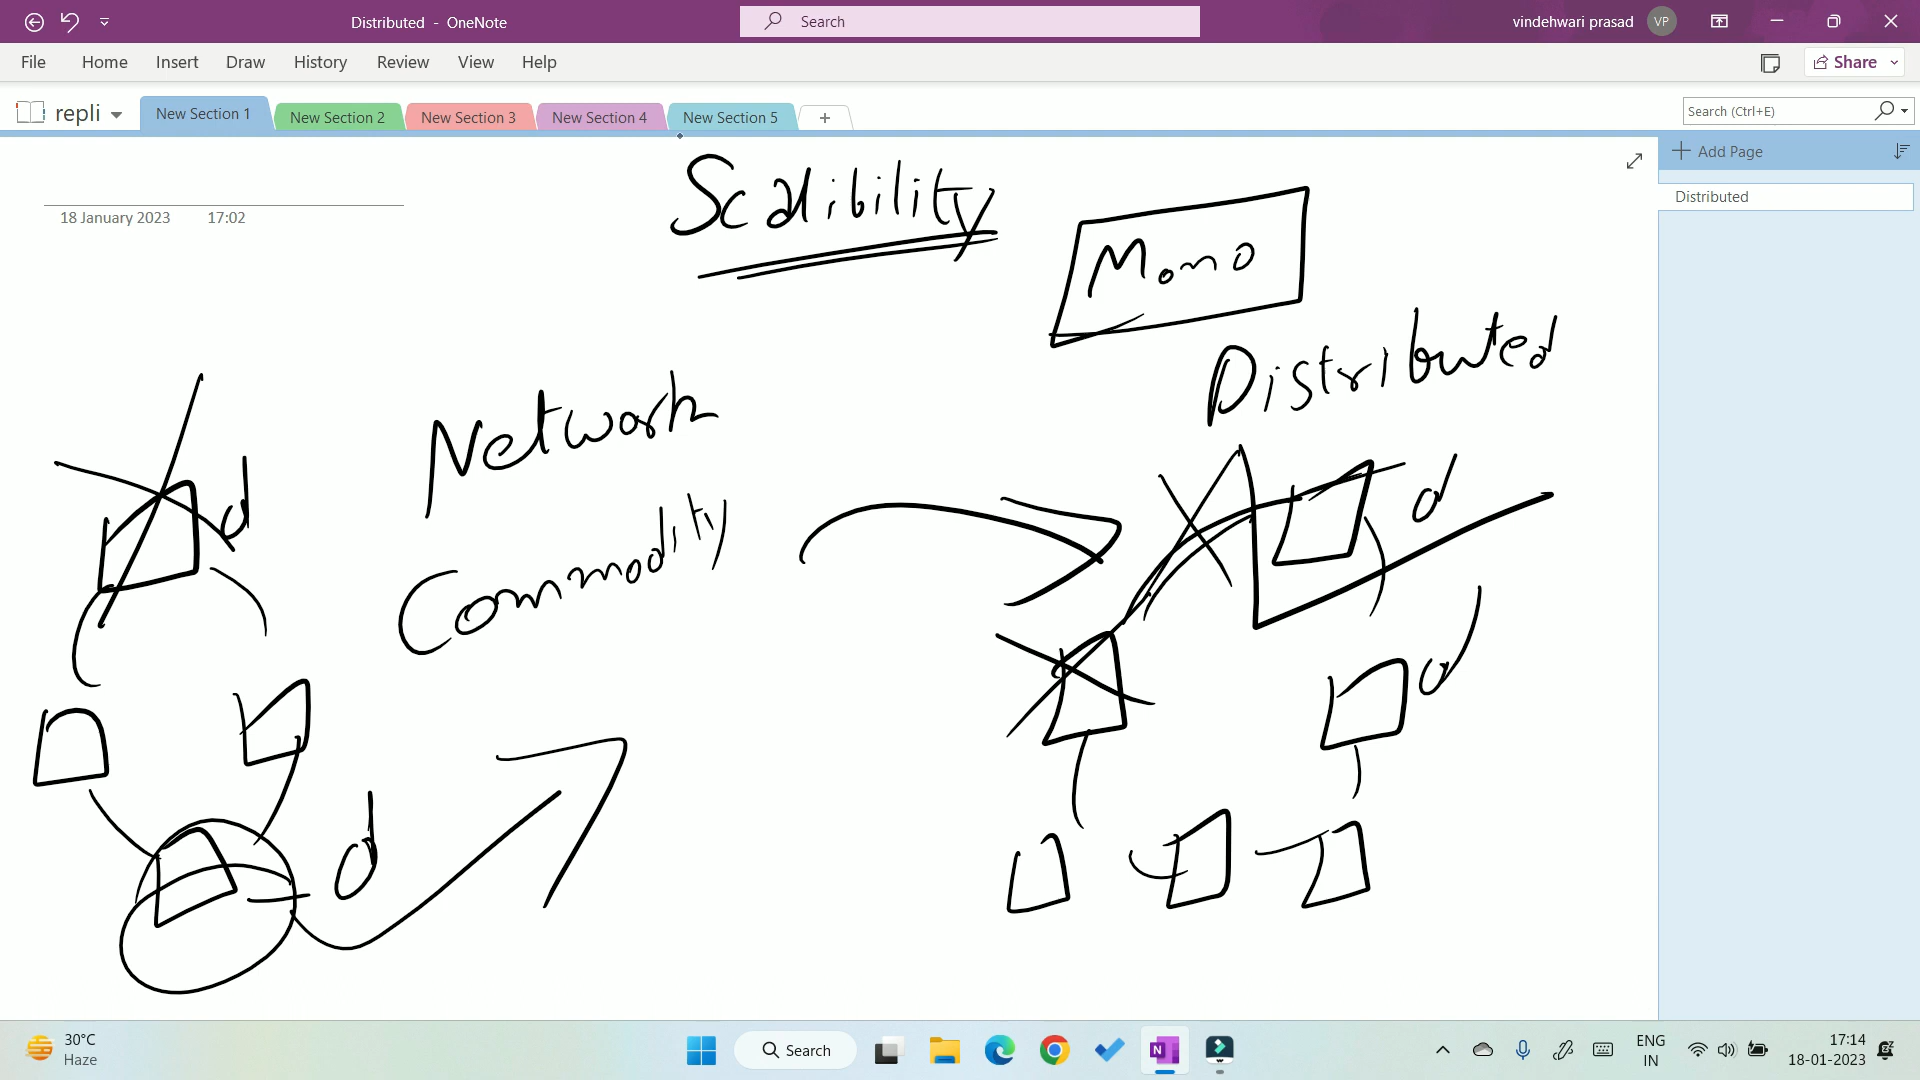 Distributed - OneNote
Search
vindehwari prasad
VP
File Home Insert Draw History Review View Help
Share
repli
New Section 1
New Section 2
New Section 3
New Section 4
New Section 5
Search (Ctrl+E)
Add Page
Distributed
18 January 2023 17:02
Scalibility
Mono
Distributed
Network
Commodity
d
d
d
d
30°C
Haze
Search
ENG
IN
17:14
18-01-2023